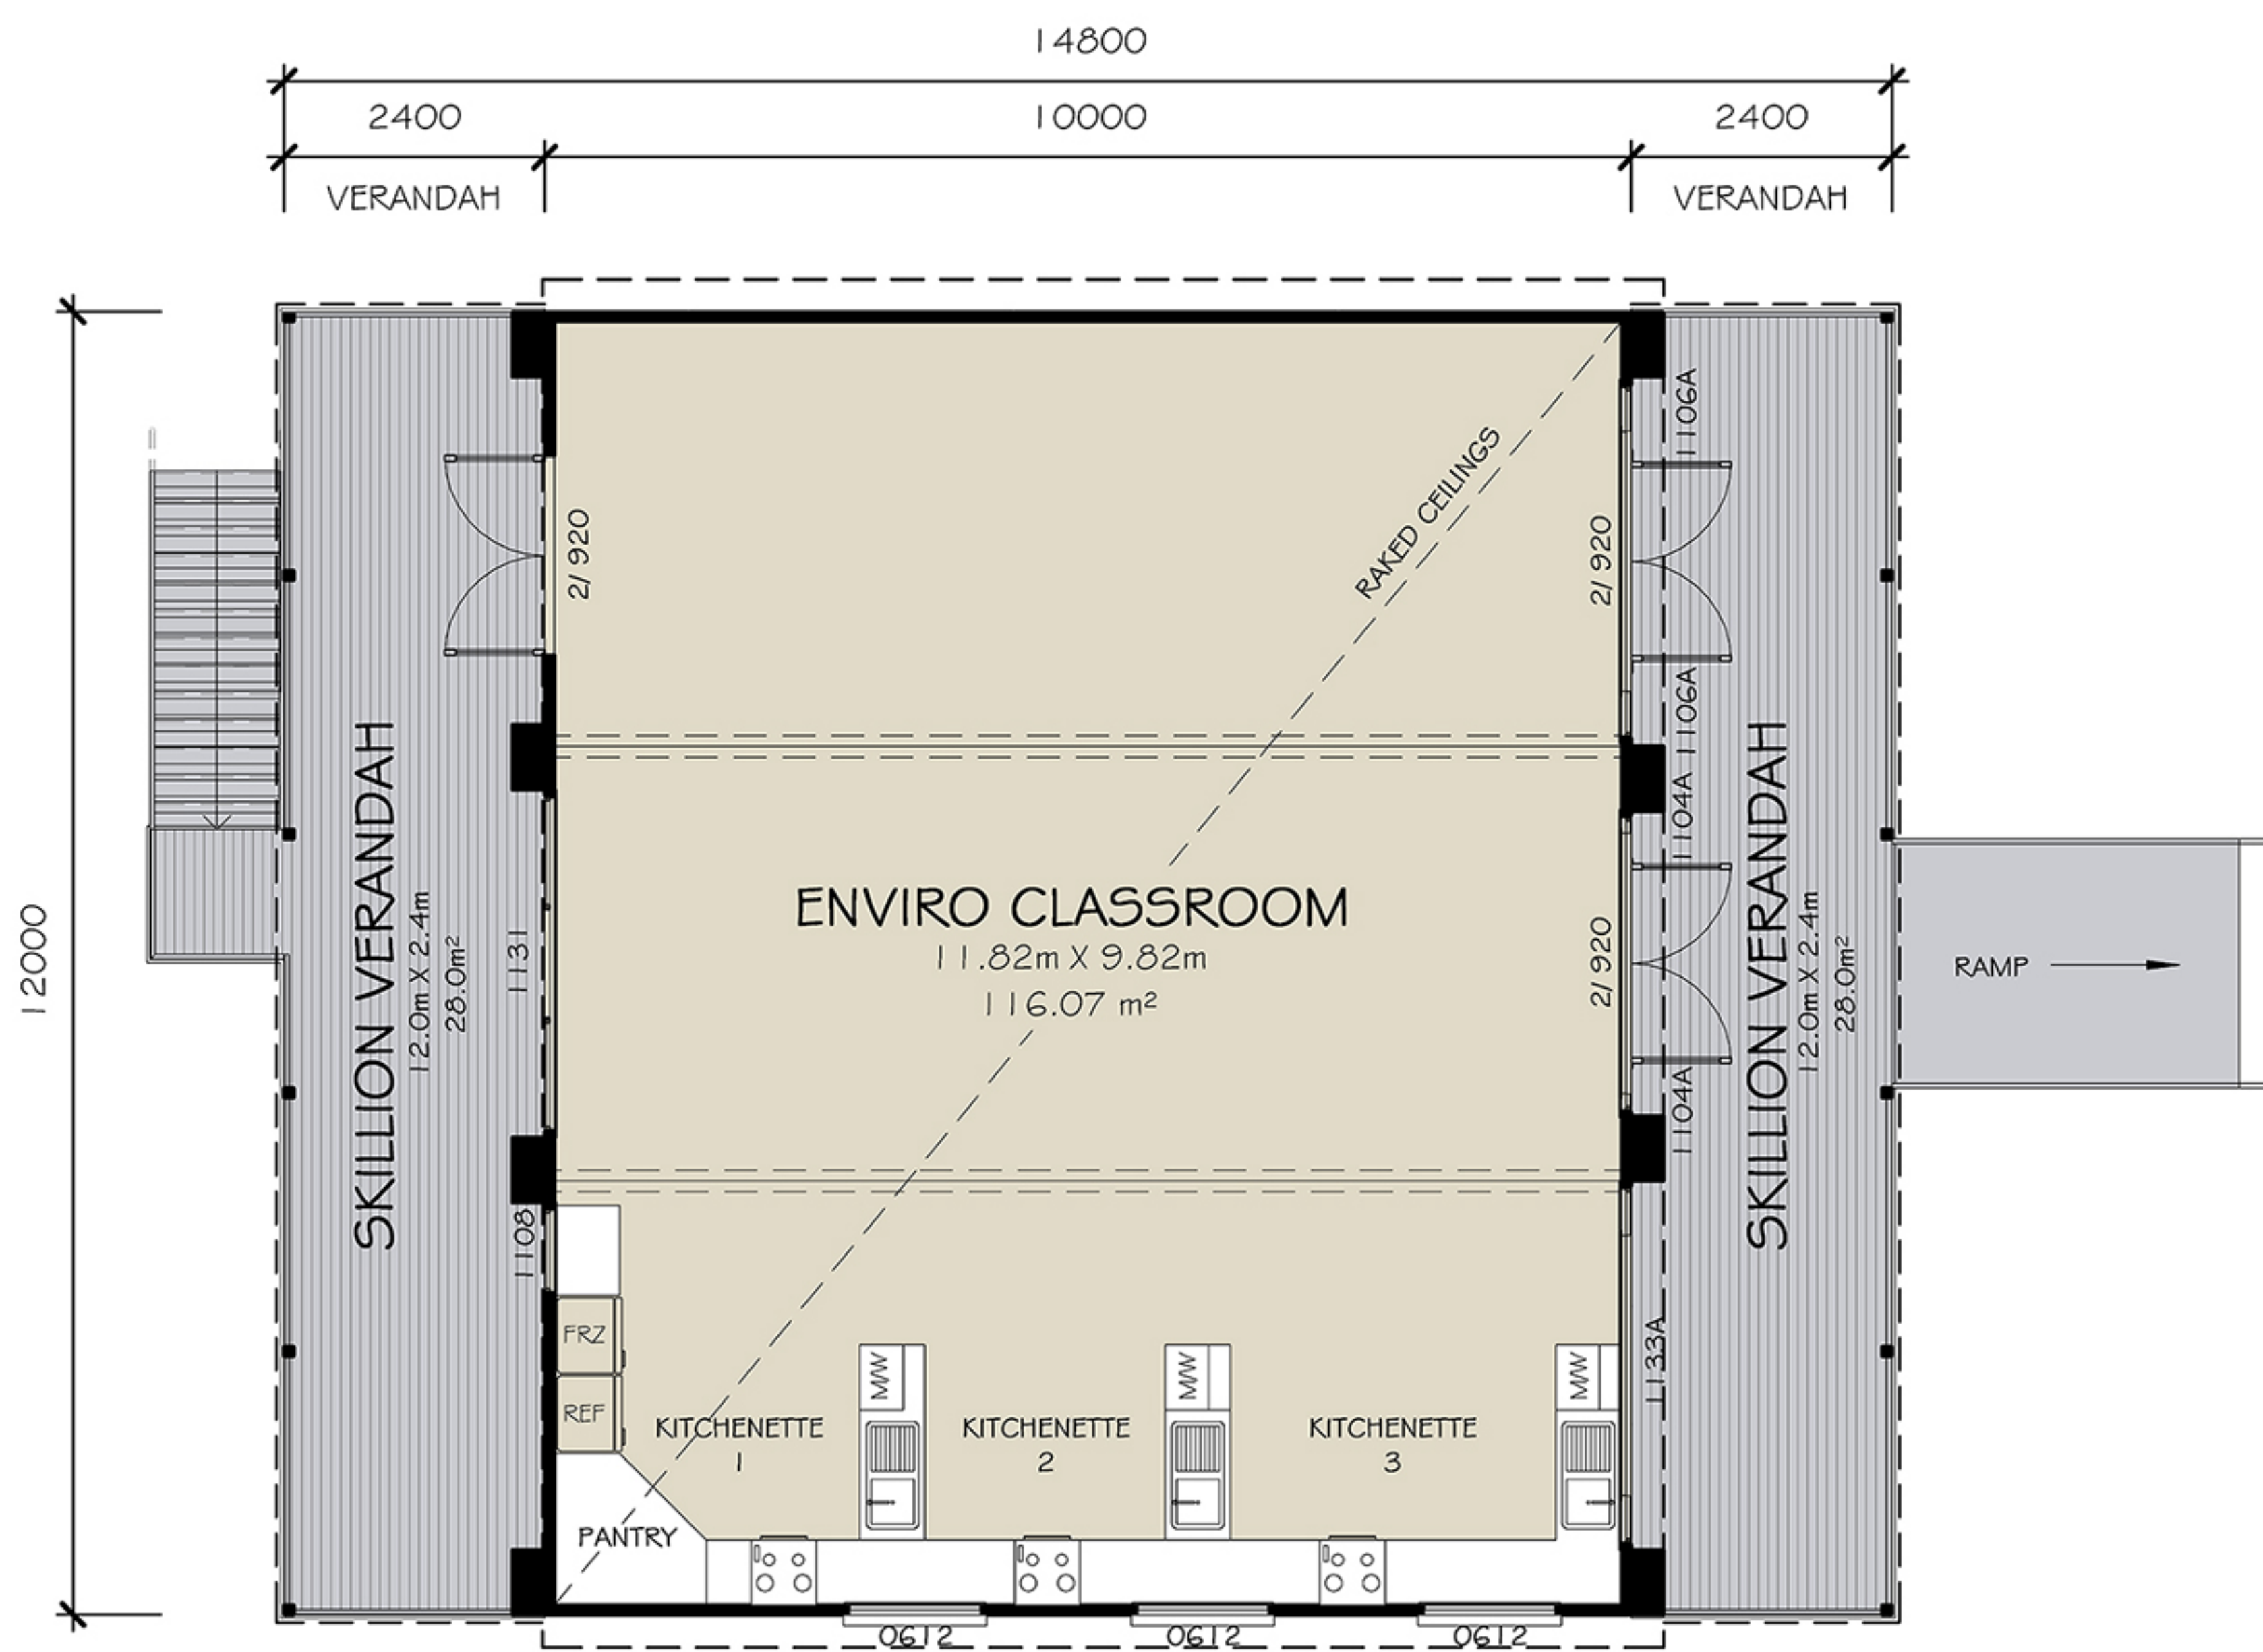 14800
2400
10000
2400
VERANDAH
VERANDAH
12000
SKILLION VERANDAH
12.0m X 2.4m
28.0m²
2/ 920
1131
1108
RAKED CEILINGS
ENVIRO CLASSROOM
11.82m X 9.82m
116.07 m²
2/ 920
2/ 920
1106A
1106A
1104A
1104A
1133A
SKILLION VERANDAH
12.0m X 2.4m
28.0m²
RAMP
FRZ
REF
PANTRY
KITCHENETTE
1
MW
KITCHENETTE
2
MW
KITCHENETTE
3
MW
0612
0612
0612